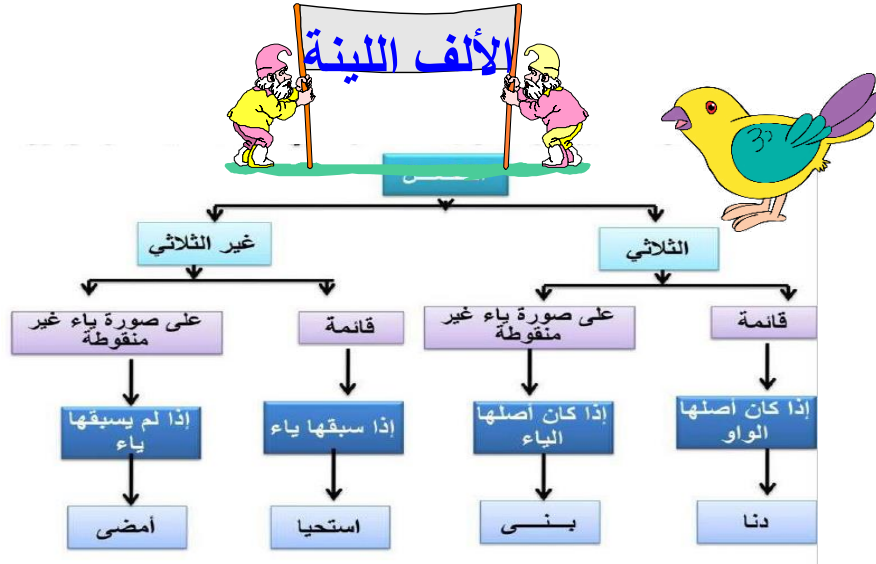 الألف اللينة
الثلاثي
غير الثلاثي
قائمة
على صورة ياء غير
منقوطة
قائمة
على صورة ياء غير
منقوطة
إذا كان أصلها
الواو
إذا كان أصلها
الياء
إذا سبقها ياء
إذا لم يسبقها
ياء
دنا
بـــنـــى
استحيا
أمضى